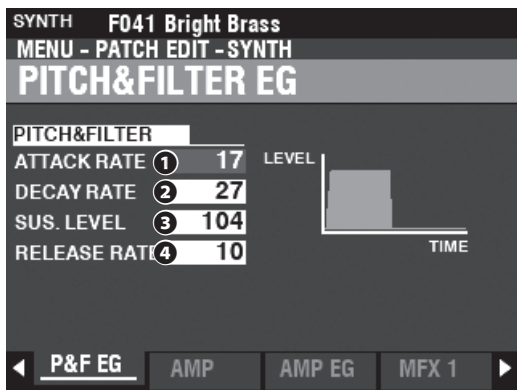 SYNTH F041 Bright Brass
MENU - PATCH EDIT - SYNTH
PITCH&FILTER EG
PITCH&FILTER
ATTACK RATE 1 17
DECAY RATE 2 27
SUS. LEVEL 3 104
RELEASE RATE 4 10
LEVEL
TIME
P&F EG AMP AMP EG MFX 1